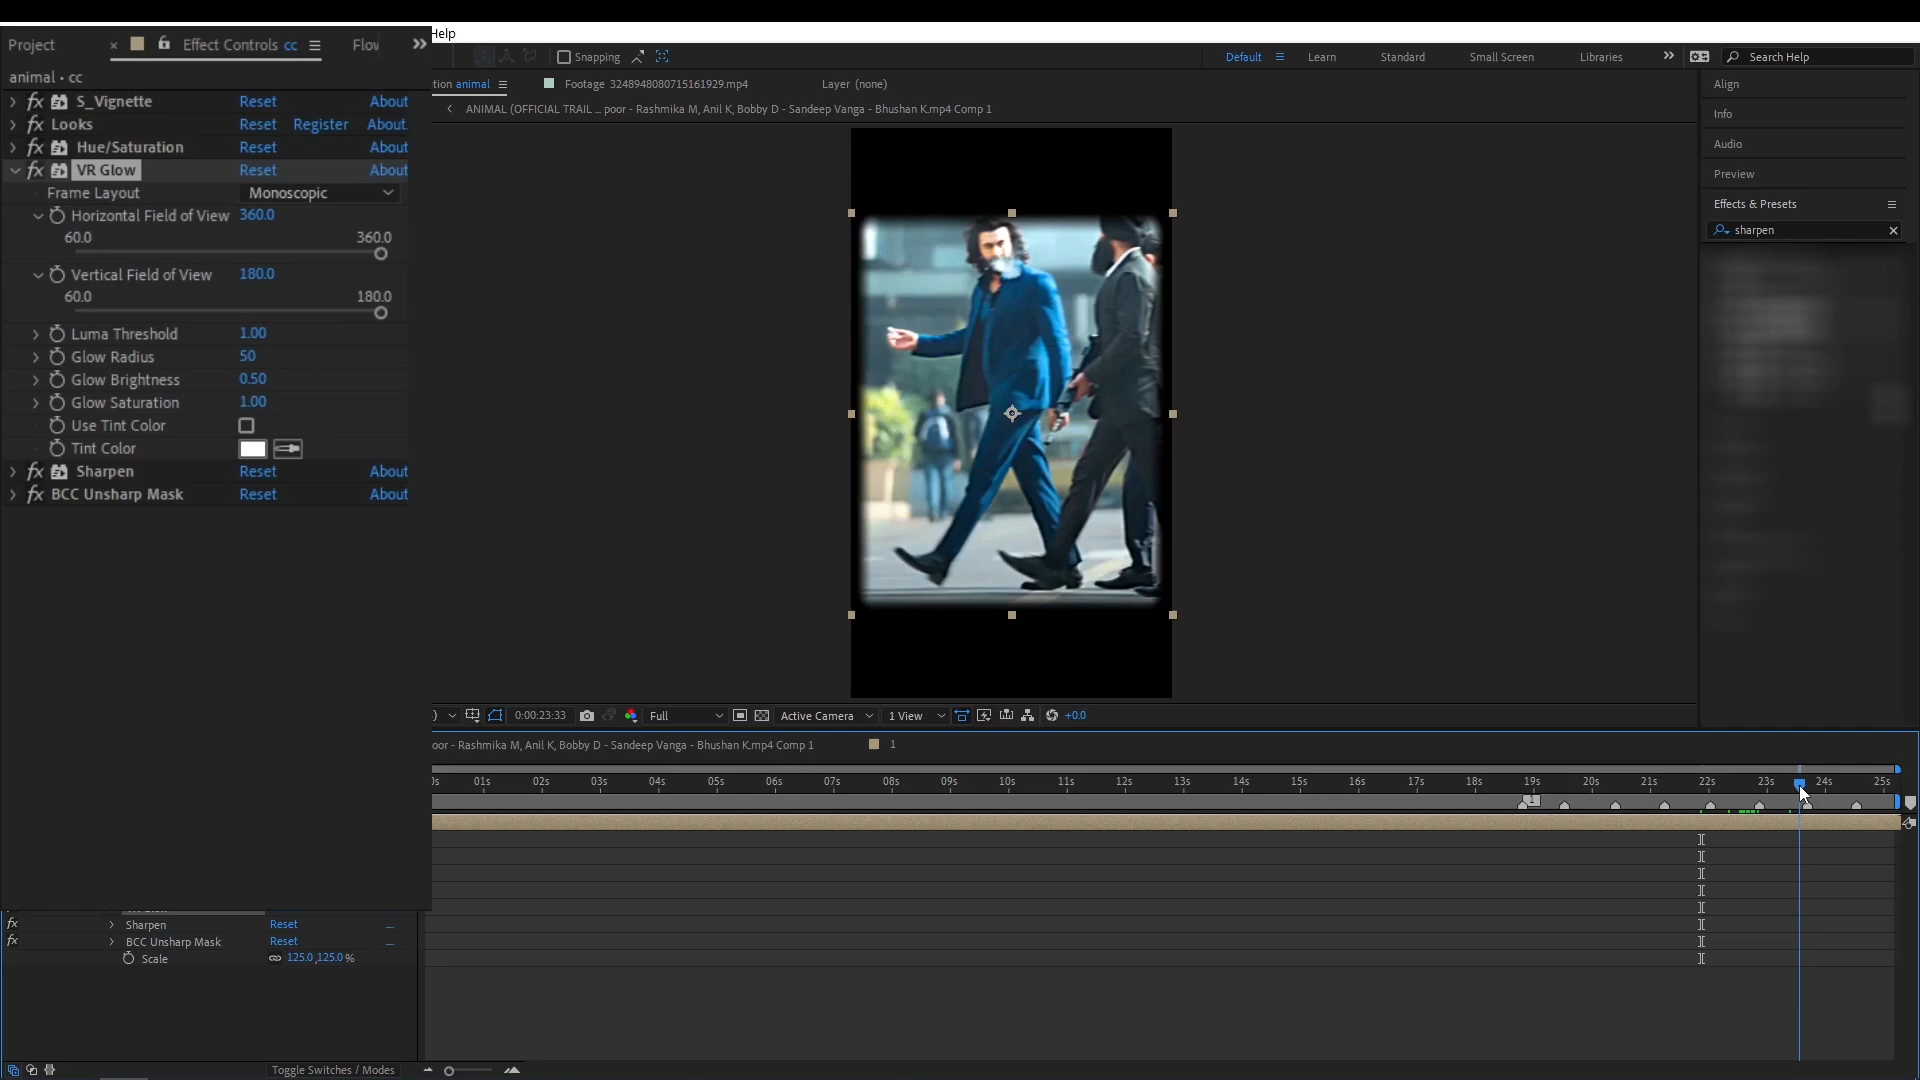 Help
Project
Effect Controls cc
Flow
animal • cc
fx S_Vignette Reset About
fx Looks Reset Register About.
fx Hue/Saturation Reset About
fx VR Glow Reset About
Frame Layout Monoscopic
Horizontal Field of View 360.0
60.0 360.0
Vertical Field of View 180.0
60.0 180.0
Luma Threshold 1.00
Glow Radius 50
Glow Brightness 0.50
Glow Saturation 1.00
Use Tint Color
Tint Color
fx Sharpen Reset About
fx BCC Unsharp Mask Reset About
Snapping
Default Learn Standard Small Screen Libraries
Search Help
tion animal
Footage 3248948080715161929.mp4
Layer (none)
ANIMAL (OFFICIAL TRAIL ... poor - Rashmika M, Anil K, Bobby D - Sandeep Vanga - Bhushan K.mp4 Comp 1
Align
Info
Audio
Preview
Effects & Presets
sharpen
0:00:23:33 Full Active Camera 1 View +0.0
oor - Rashmika M, Anil K, Bobby D - Sandeep Vanga - Bhushan K.mp4 Comp 1
1
0s 01s 02s 03s 04s 05s 06s 07s 08s 09s 10s 11s 12s 13s 14s 15s 16s 17s 18s 19s 20s 21s 22s 23s 24s 25s
1
fx Sharpen Reset
fx BCC Unsharp Mask Reset
Scale 125.0,125.0%
Toggle Switches / Modes